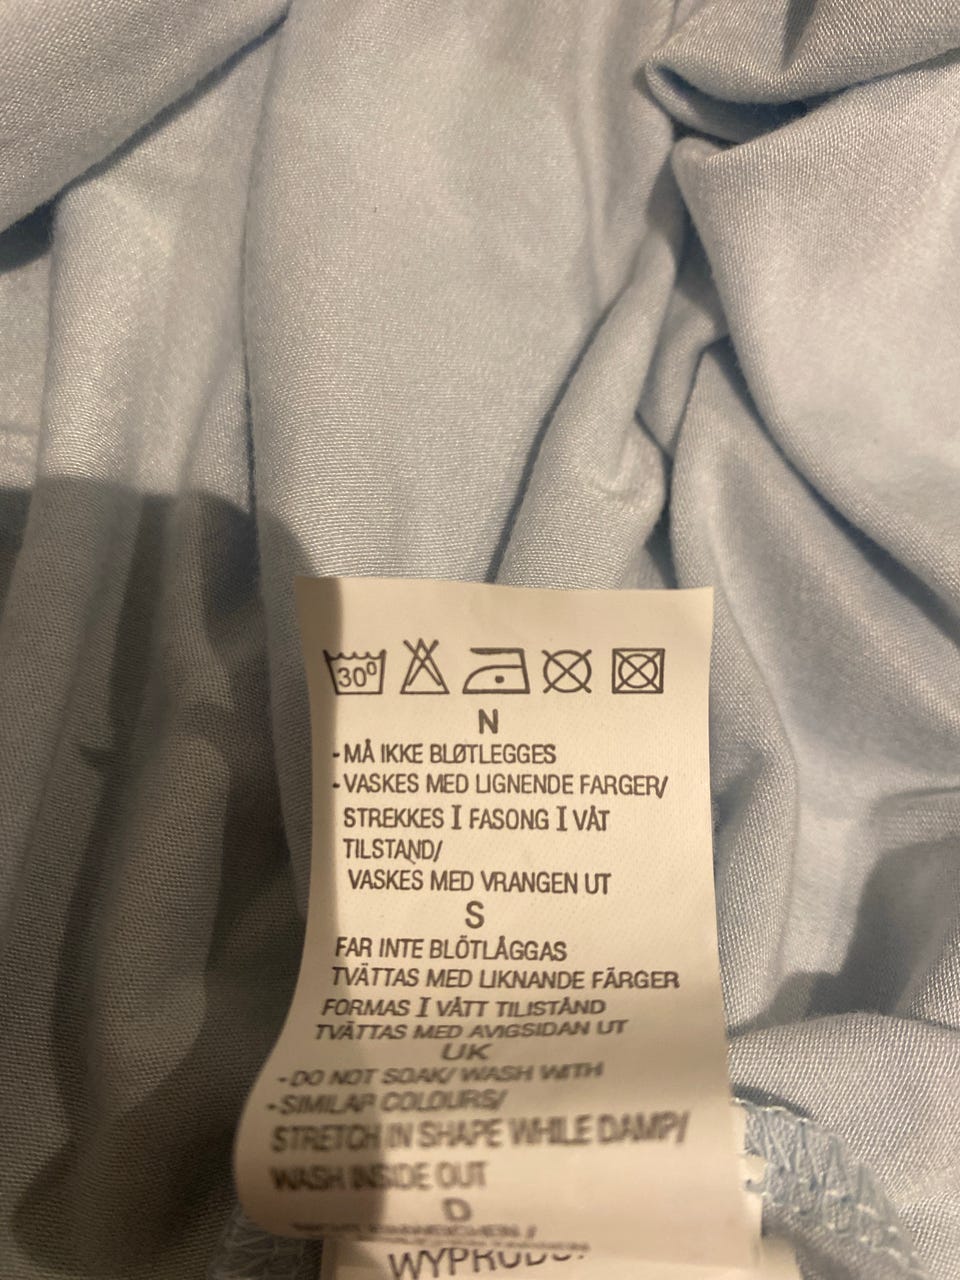 30°
N
-MÅ IKKE BLØTLEGGES
-VASKES MED LIGNENDE FARGER/
STREKKES I FASONG I VÅT
TILSTAND/
VASKES MED VRANGEN UT
S
FAR INTE BLÖTLÅGGAS
TVÄTTAS MED LIKNANDE FÄRGER
FORMAS I VÅTT TILISTÅND
TVÄTTAS MED AVIGSIDAN UT
UK
-DO NOT SOAK/ WASH WITH
-SIMILAR COLOURS/
STRETCH IN SHAPE WHILE DAMP/
WASH INSIDE OUT
D